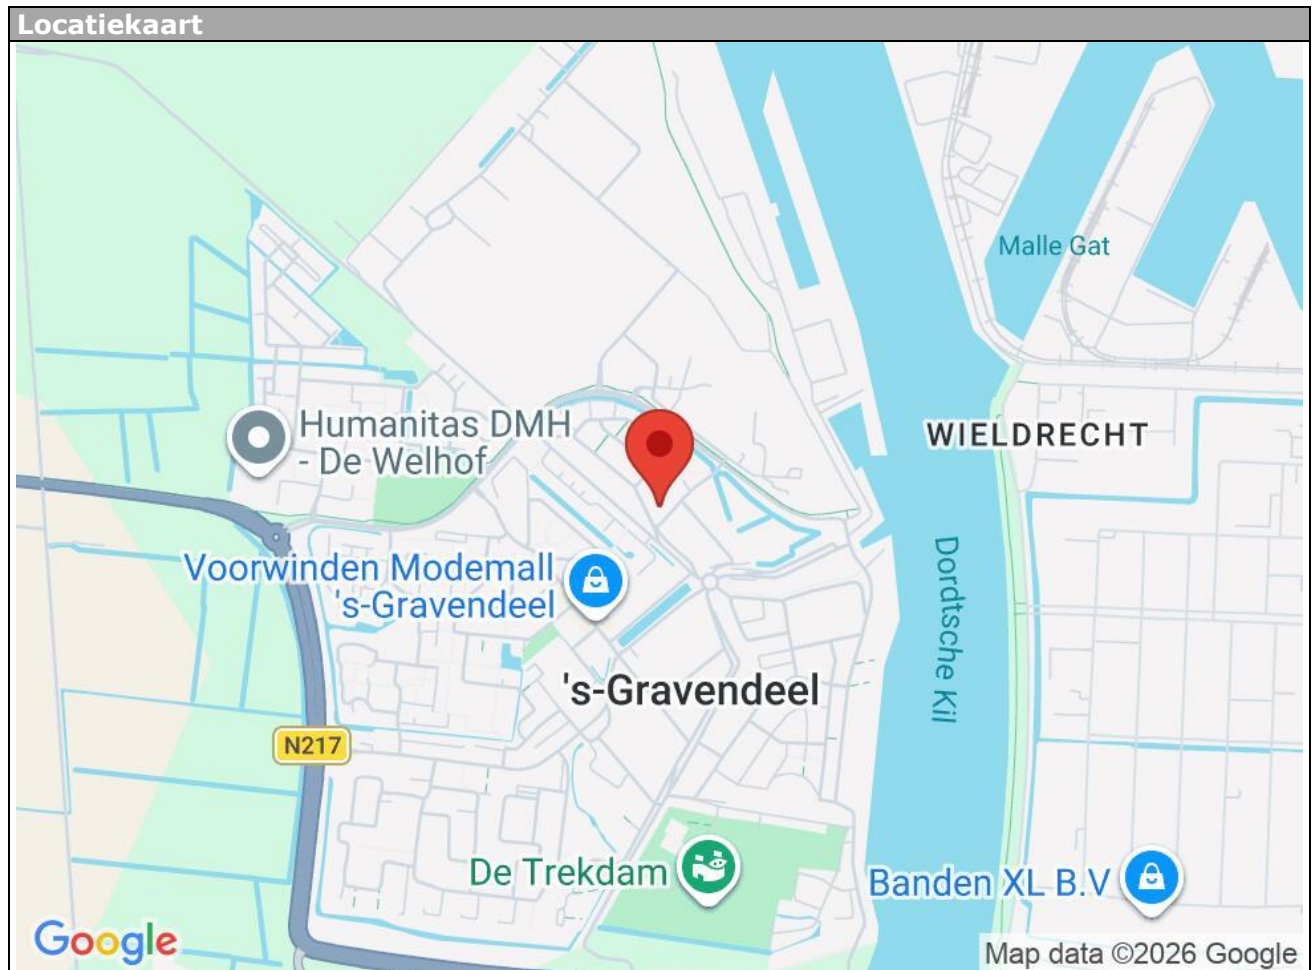 Locatiekaart
Malle Gat
Humanitas DMH
- De Welhof
WIELDRECHT
Voorwinden Modemall
's-Gravendeel
Dordtsche Kil
's-Gravendeel
N217
De Trekdam
Banden XL B.V
Google
Map data ©2026 Google